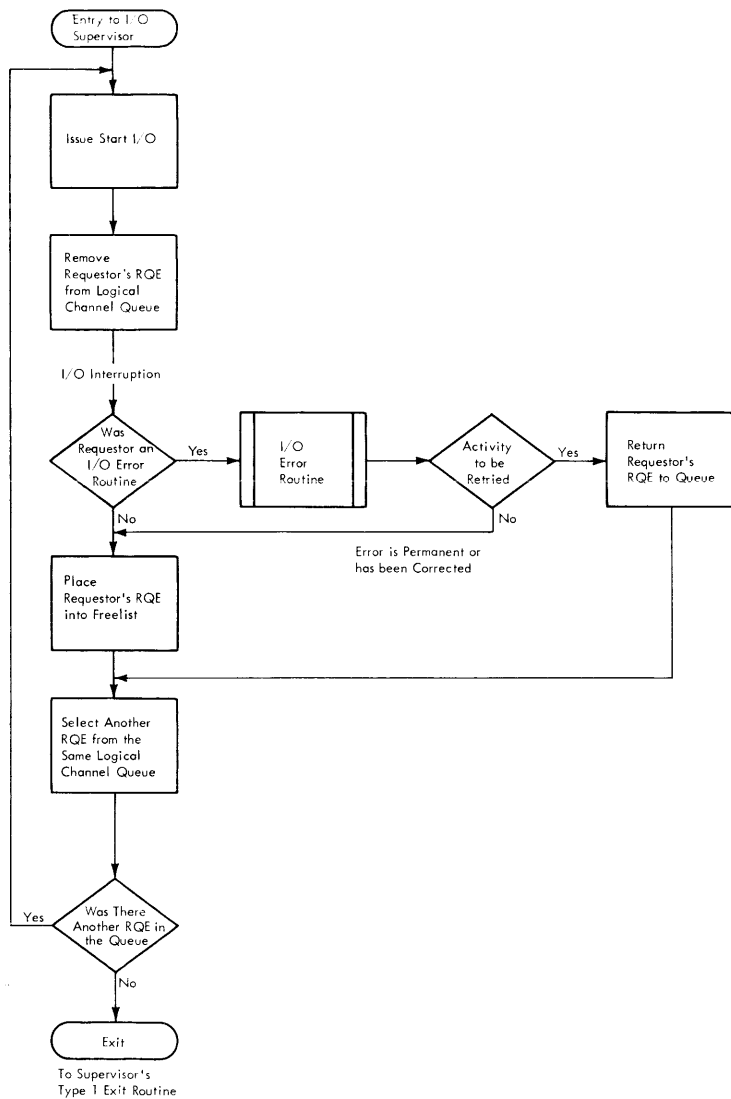 Entry to I/O
Supervisor
Issue Start I/O
Remove
Requestor's RQE
from Logical
Channel Queue
I/O Interruption
Was
Requestor an
I/O Error
Routine
Yes
No
I/O
Error
Routine
Activity
to be
Retried
Yes
No
Return
Requestor's
RQE to Queue
Error is Permanent or
has been Corrected
Place
Requestor's RQE
into Freelist
Select Another
RQE from the
Same Logical
Channel Queue
Was There
Another RQE in
the Queue
Yes
No
Exit
To Supervisor's
Type 1 Exit Routine